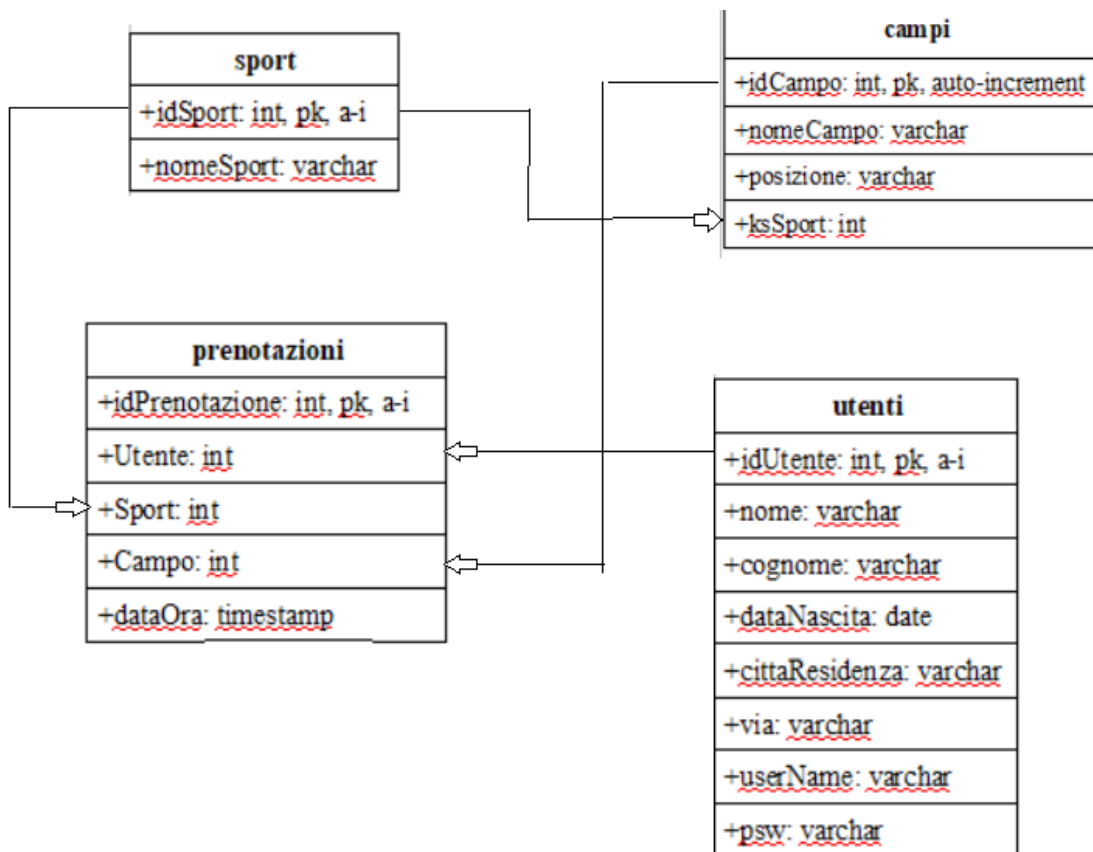 sport
+idSport: int, pk, a-i
+nomeSport: varchar
campi
+idCampo: int, pk, auto-increment
+nomeCampo: varchar
+posizione: varchar
+ksSport: int
prenotazioni
+idPrenotazione: int, pk, a-i
+Utente: int
+Sport: int
+Campo: int
+dataOra: timestamp
utenti
+idUtente: int, pk, a-i
+nome: varchar
+cognome: varchar
+dataNascita: date
+cittaResidenza: varchar
+via: varchar
+userName: varchar
+psw: varchar